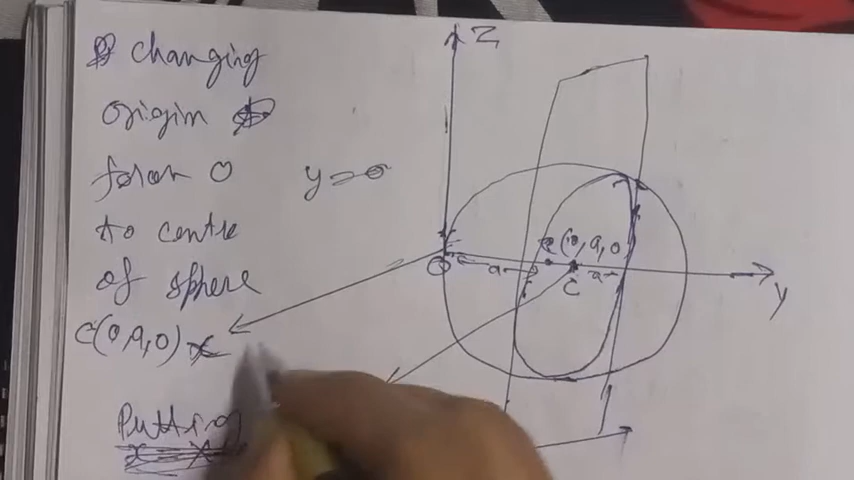 changing
origin
from O
to centre
of sphere
C(0,a,0)
Putting
y=0
Z
(0,a,0
O
a
C
a
y
x